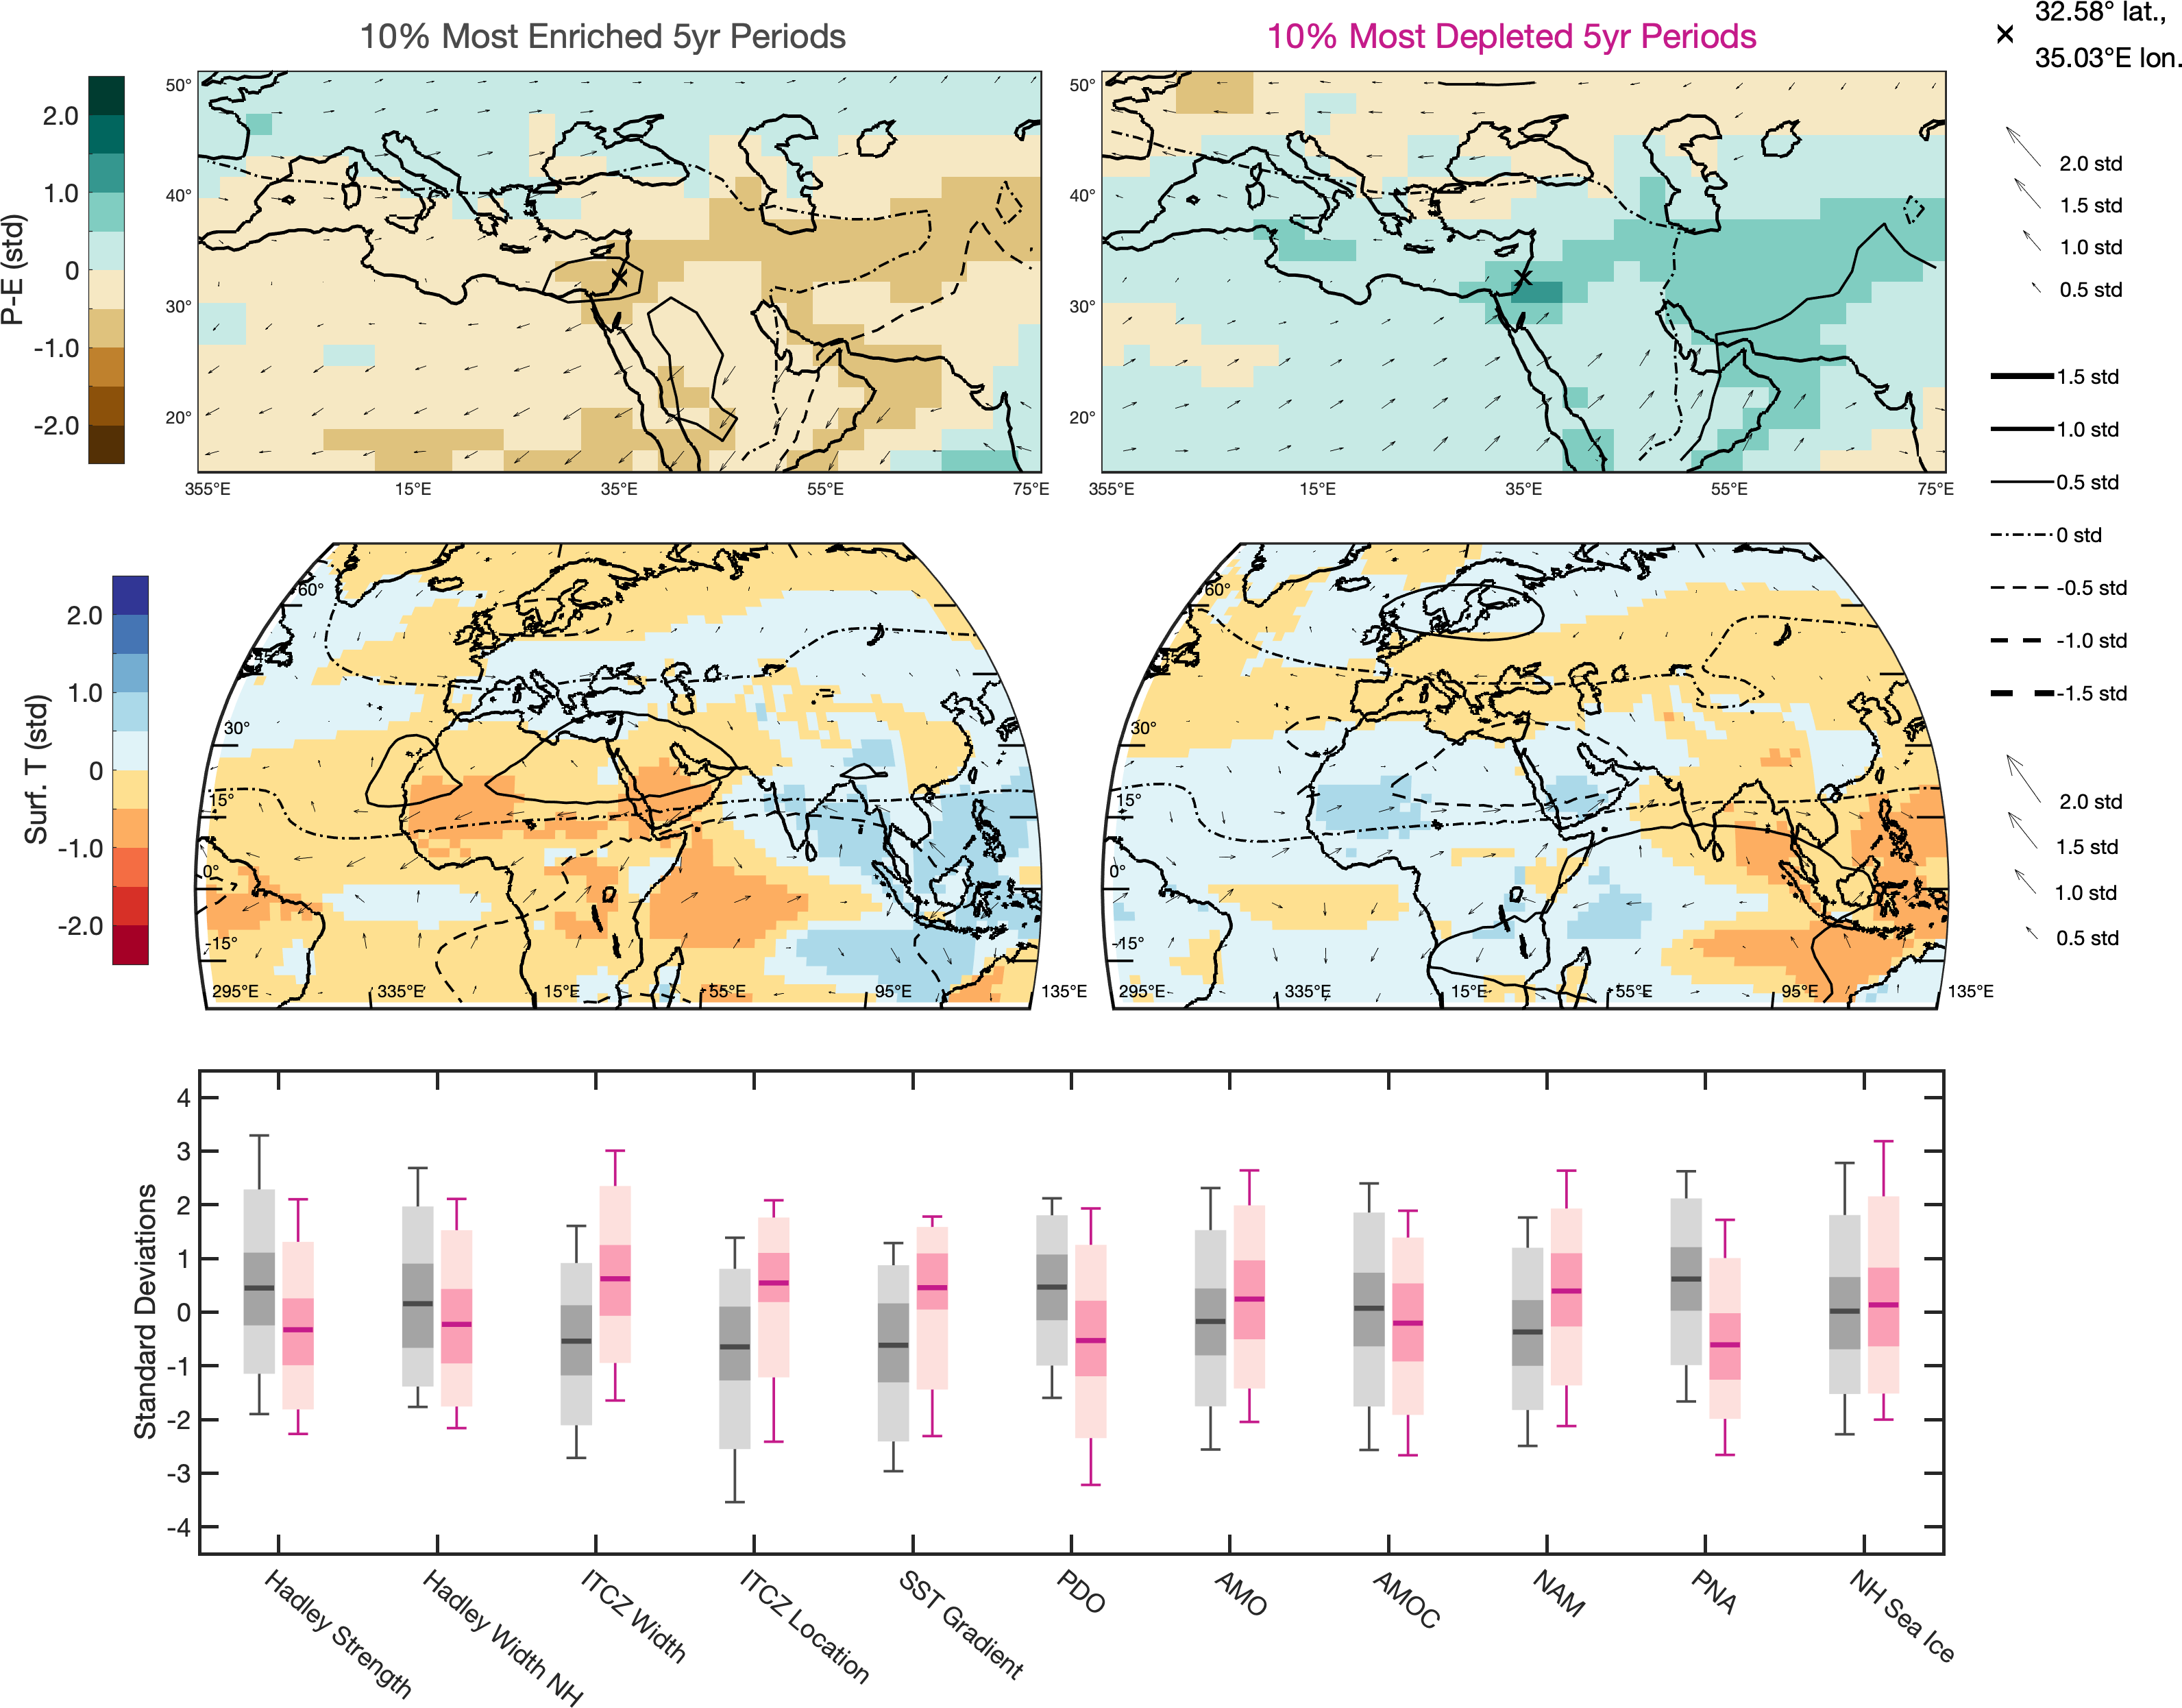 10% Most Enriched 5yr Periods
10% Most Depleted 5yr Periods
32.58° lat.,
35.03°E lon.
P-E (std)
2.0
1.0
0
-1.0
-2.0
50°
40°
30°
20°
355°E 15°E 35°E 55°E 75°E
50°
40°
30°
20°
355°E 15°E 35°E 55°E 75°E
2.0 std
1.5 std
1.0 std
0.5 std
1.5 std
1.0 std
0.5 std
0 std
-0.5 std
-1.0 std
-1.5 std
2.0 std
1.5 std
1.0 std
0.5 std
Surf. T (std)
2.0
1.0
0
-1.0
-2.0
60°
45°
30°
15°
0°
-15°
295°E 335°E 15°E 55°E 95°E 135°E
60°
45°
30°
15°
0°
-15°
295°E 335°E 15°E 55°E 95°E 135°E
Standard Deviations
4
3
2
1
0
-1
-2
-3
-4
Hadley Strength
Hadley Width NH
ITCZ Width
ITCZ Location
SST Gradient
PDO
AMO
AMOC
NAM
PNA
NH Sea Ice